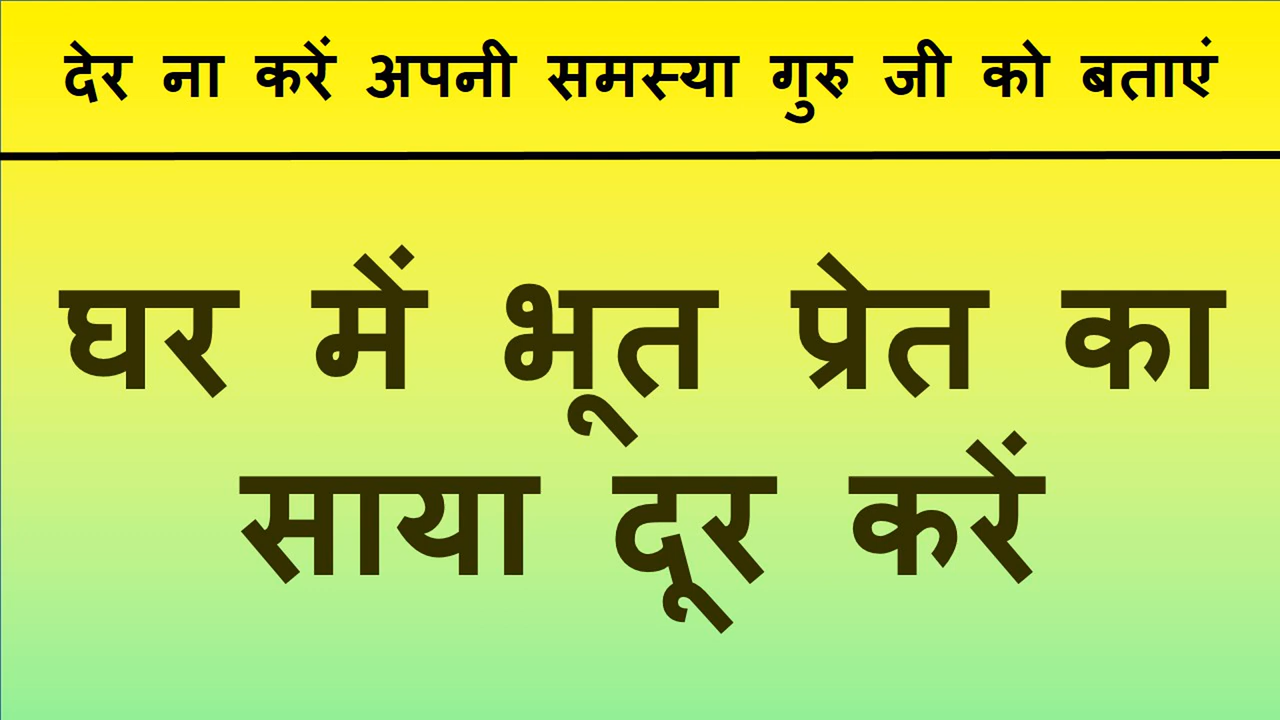 देर ना करें अपनी समस्या गुरु जी को बताएं
घर में भूत प्रेत का
साया दूर करें